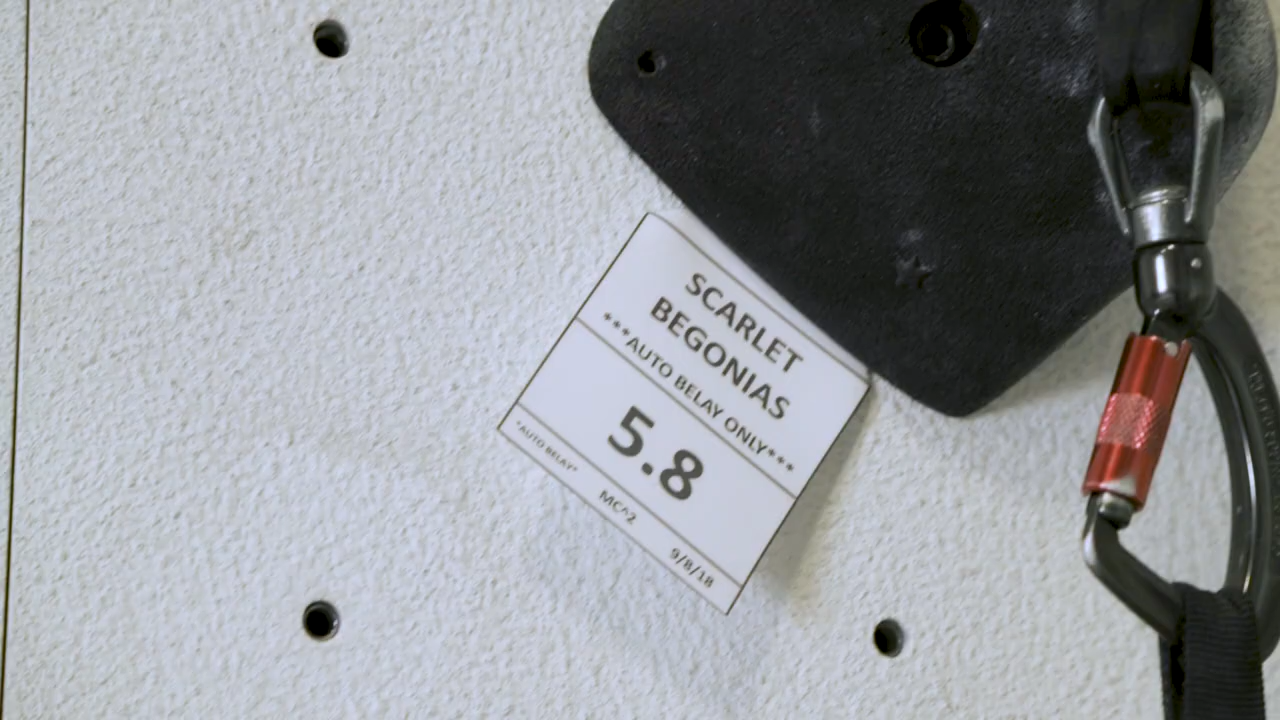 SCARLET
BEGONIAS
***AUTO BELAY ONLY***
5.8
*AUTO BELAY*
MC^2
9/8/18